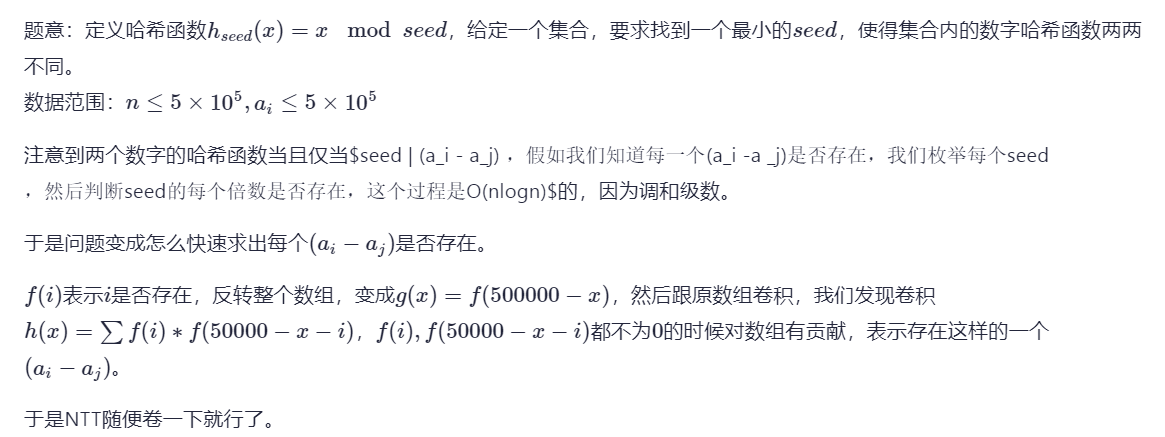 题意：定义哈希函数$h_{seed}(x) = x \mod seed$，给定一个集合，要求找到一个最小的$seed$，使得集合内的数字哈希函数两两
不同。
数据范围：$n \leq 5 \times 10^5, a_i \leq 5 \times 10^5$
注意到两个数字的哈希函数当且仅当$seed | (a_i - a_j) ，假如我们知道每一个(a_i -a _j)是否存在，我们枚举每个seed
，然后判断seed的每个倍数是否存在，这个过程是O(nlogn)$的，因为调和级数。
于是问题变成怎么快速求出每个$(a_i - a_j)$是否存在。
$f(i)$表示$i$是否存在，反转整个数组，变成$g(x) = f(500000 - x)$，然后跟原数组卷积，我们发现卷积
$h(x) = \sum f(i) * f(50000 - x - i)$，$f(i), f(50000 - x - i)$都不为0的时候对数组有贡献，表示存在这样的一个
$(a_i - a_j)$。
于是NTT随便卷一下就行了。